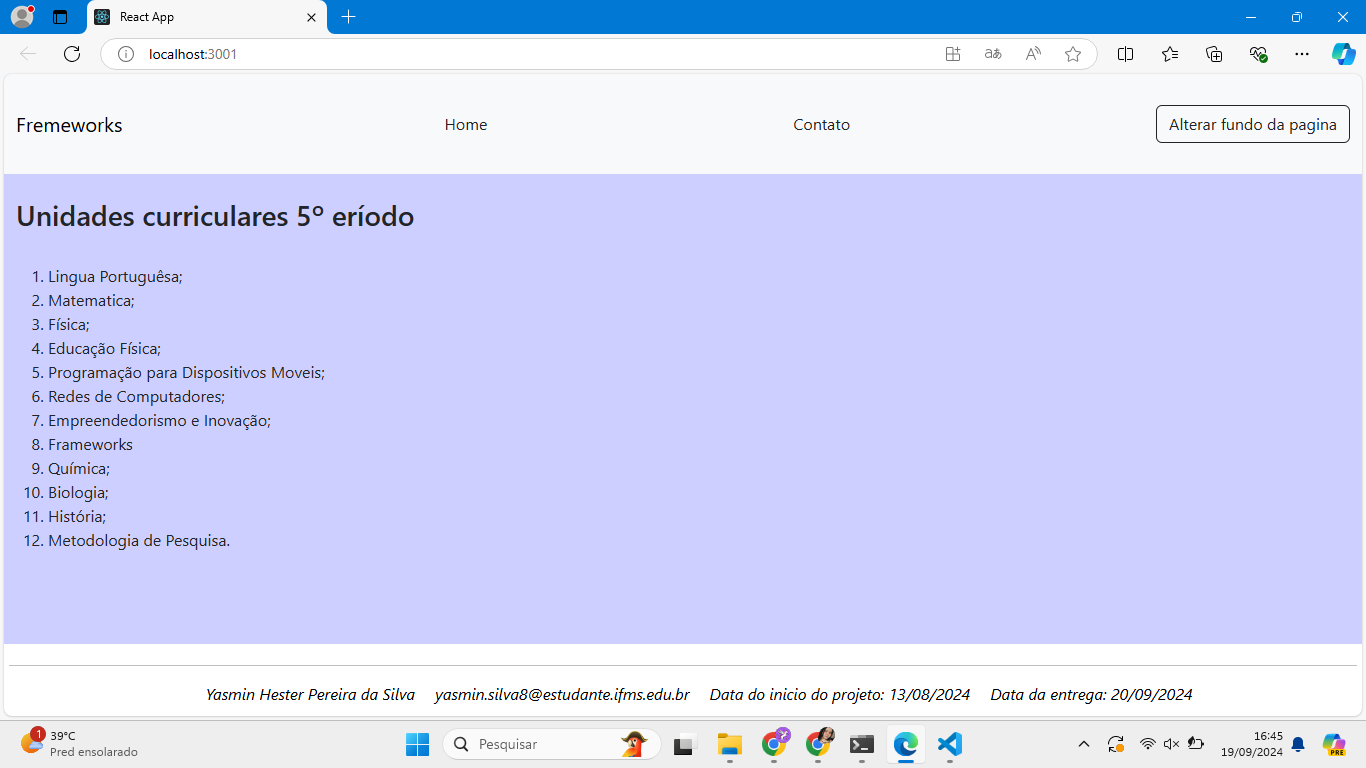 React App
localhost:3001
Fremeworks
Home
Contato
Alterar fundo da pagina
Unidades curriculares 5º eríodo
1. Lingua Portuguêsa;
2. Matematica;
3. Física;
4. Educação Física;
5. Programação para Dispositivos Moveis;
6. Redes de Computadores;
7. Empreendedorismo e Inovação;
8. Frameworks
9. Química;
10. Biologia;
11. História;
12. Metodologia de Pesquisa.
Yasmin Hester Pereira da Silva yasmin.silva8@estudante.ifms.edu.br Data do inicio do projeto: 13/08/2024 Data da entrega: 20/09/2024
1
39°C
Pred ensolarado
Pesquisar
16:45
19/09/2024
PRE